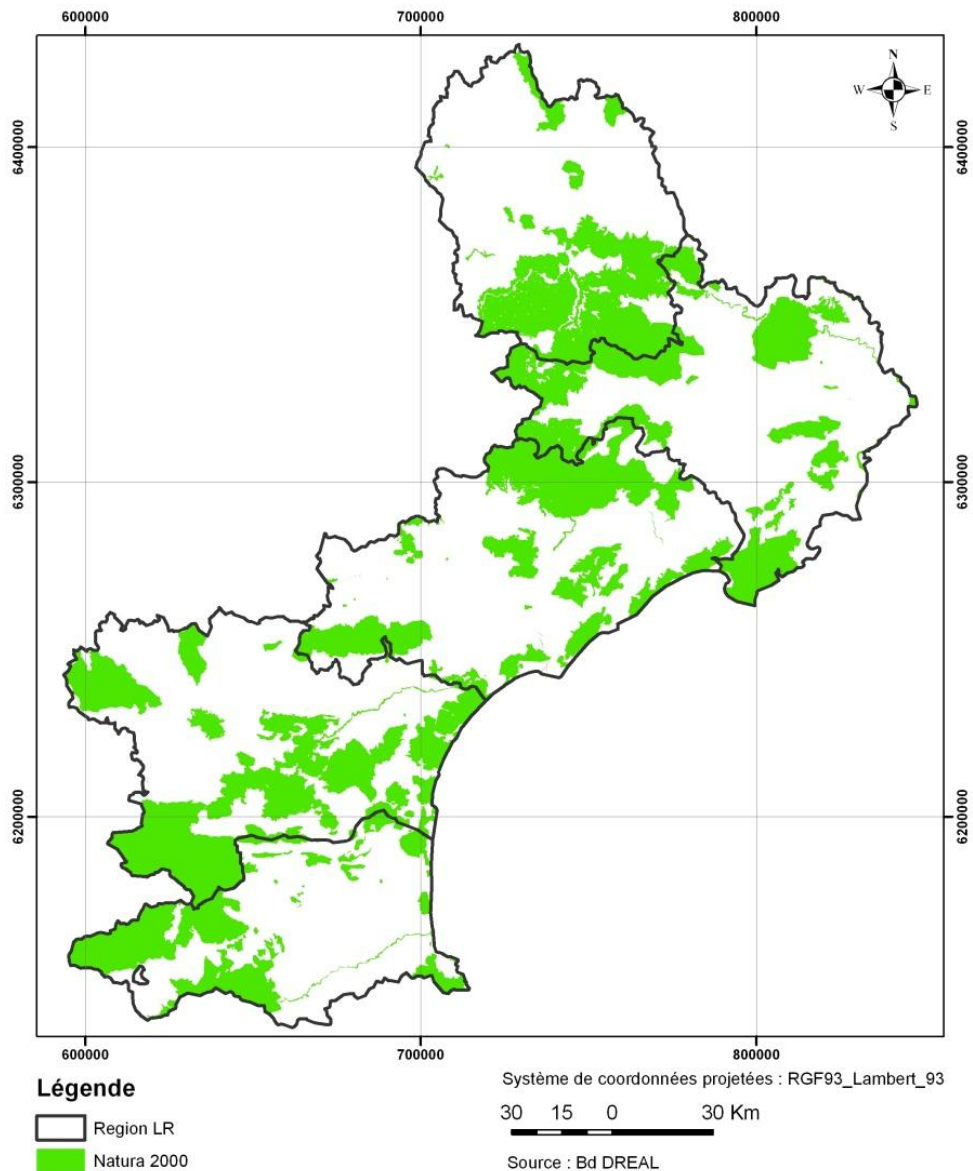 600000 700000 800000
N
W E
S
6400000 6400000
6300000 6300000
6200000 6200000
600000 700000 800000
Légende
Region LR
Natura 2000
Système de coordonnées projetées : RGF93_Lambert_93
30 15 0 30 Km
Source : Bd DREAL